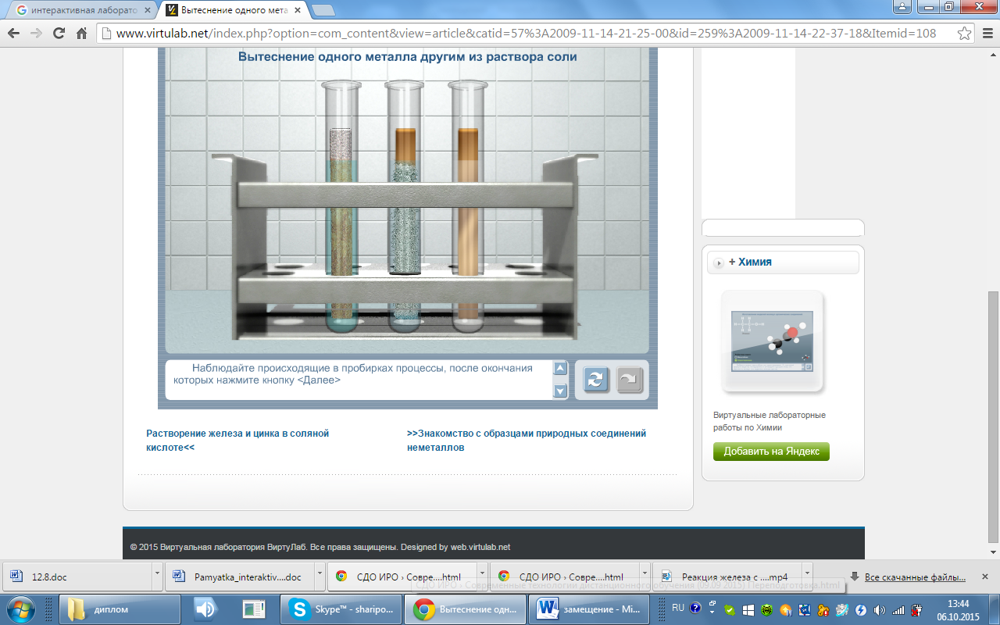 интерактивная лаборато
Вытеснение одного мета
www.virtulab.net/index.php?option=com_content&view=article&catid=57%3A2009-11-14-21-25-00&id=259%3A2009-11-14-22-37-18&Itemid=108
Вытеснение одного металла другим из раствора соли
+ Химия
Наблюдайте происходящие в пробирках процессы, после окончания
которых нажмите кнопку <Далее>
Виртуальные лабораторные
работы по Химии
Добавить на Яндекс
Растворение железа и цинка в соляной
кислоте<<
>>Знакомство с образцами природных соединений
неметаллов
© 2015 Виртуальная лаборатория ВиртуЛаб. Все права защищены. Designed by web.virtulab.net
12.8.doc
Pamyatka_interaktiv....doc
СДО ИРО › Совре....html
СДО ИРО › Совре....html
Реакция железа с ....mp4
Все скачанные файлы...
СДО ИРО › Современные технологии дистанционного обучения (09.09 2015) Переподготовка.html
диплом
Skype™ - sharipo...
Вытеснение одн...
замещение - Mi...
RU
13:44
06.10.2015